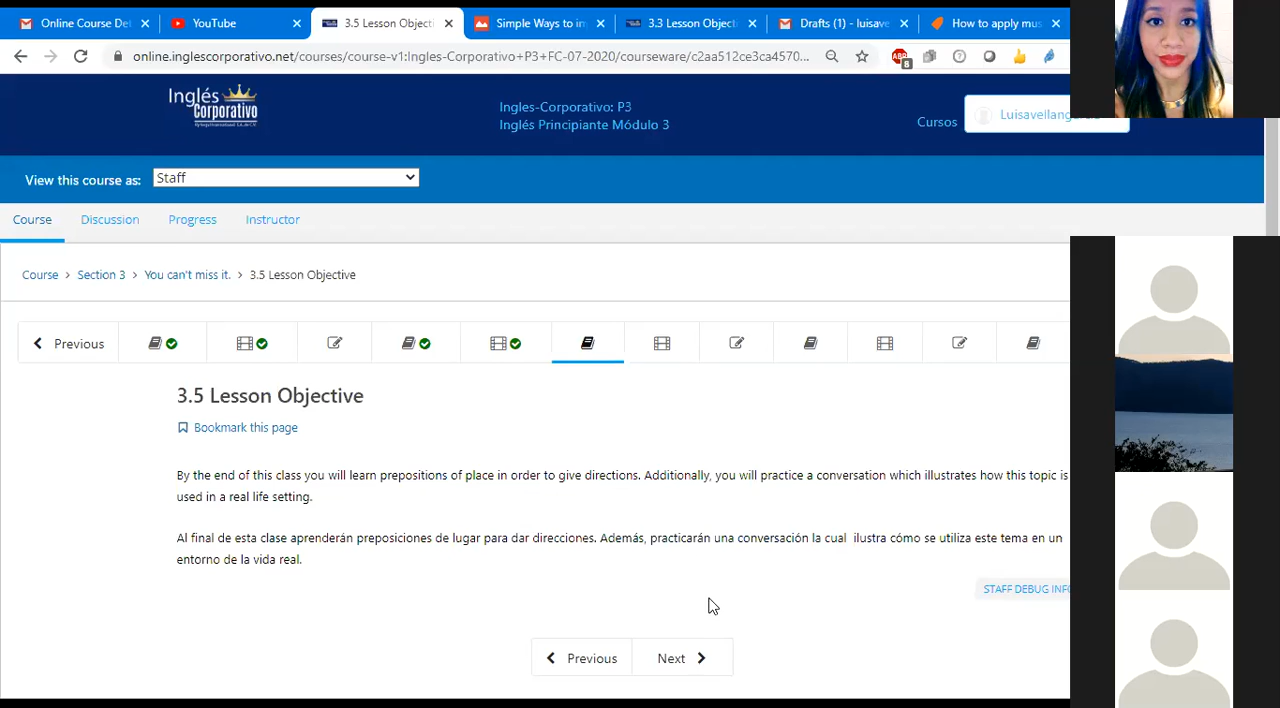 Online Course De
YouTube
3.5 Lesson Objecti
Simple Ways to im
3.3 Lesson Objecti
Drafts (1) - luisave
How to apply mus
online.inglescorporativo.net/courses/course-v1:Ingles-Corporativo+P3+FC-07-2020/courseware/c2aa512ce3ca4570...
ABP
8
Inglés
Corporativo
Ingles-Corporativo: P3
Inglés Principiante Módulo 3
Cursos
View this course as:
Staff
Course
Discussion
Progress
Instructor
Course > Section 3 > You can't miss it. > 3.5 Lesson Objective
Previous
3.5 Lesson Objective
Bookmark this page
By the end of this class you will learn prepositions of place in order to give directions. Additionally, you will practice a conversation which illustrates how this topic is
used in a real life setting.
Al final de esta clase aprenderán preposiciones de lugar para dar direcciones. Además, practicarán una conversación la cual ilustra cómo se utiliza este tema en un
entorno de la vida real.
STAFF DEBUG INFO
Previous
Next